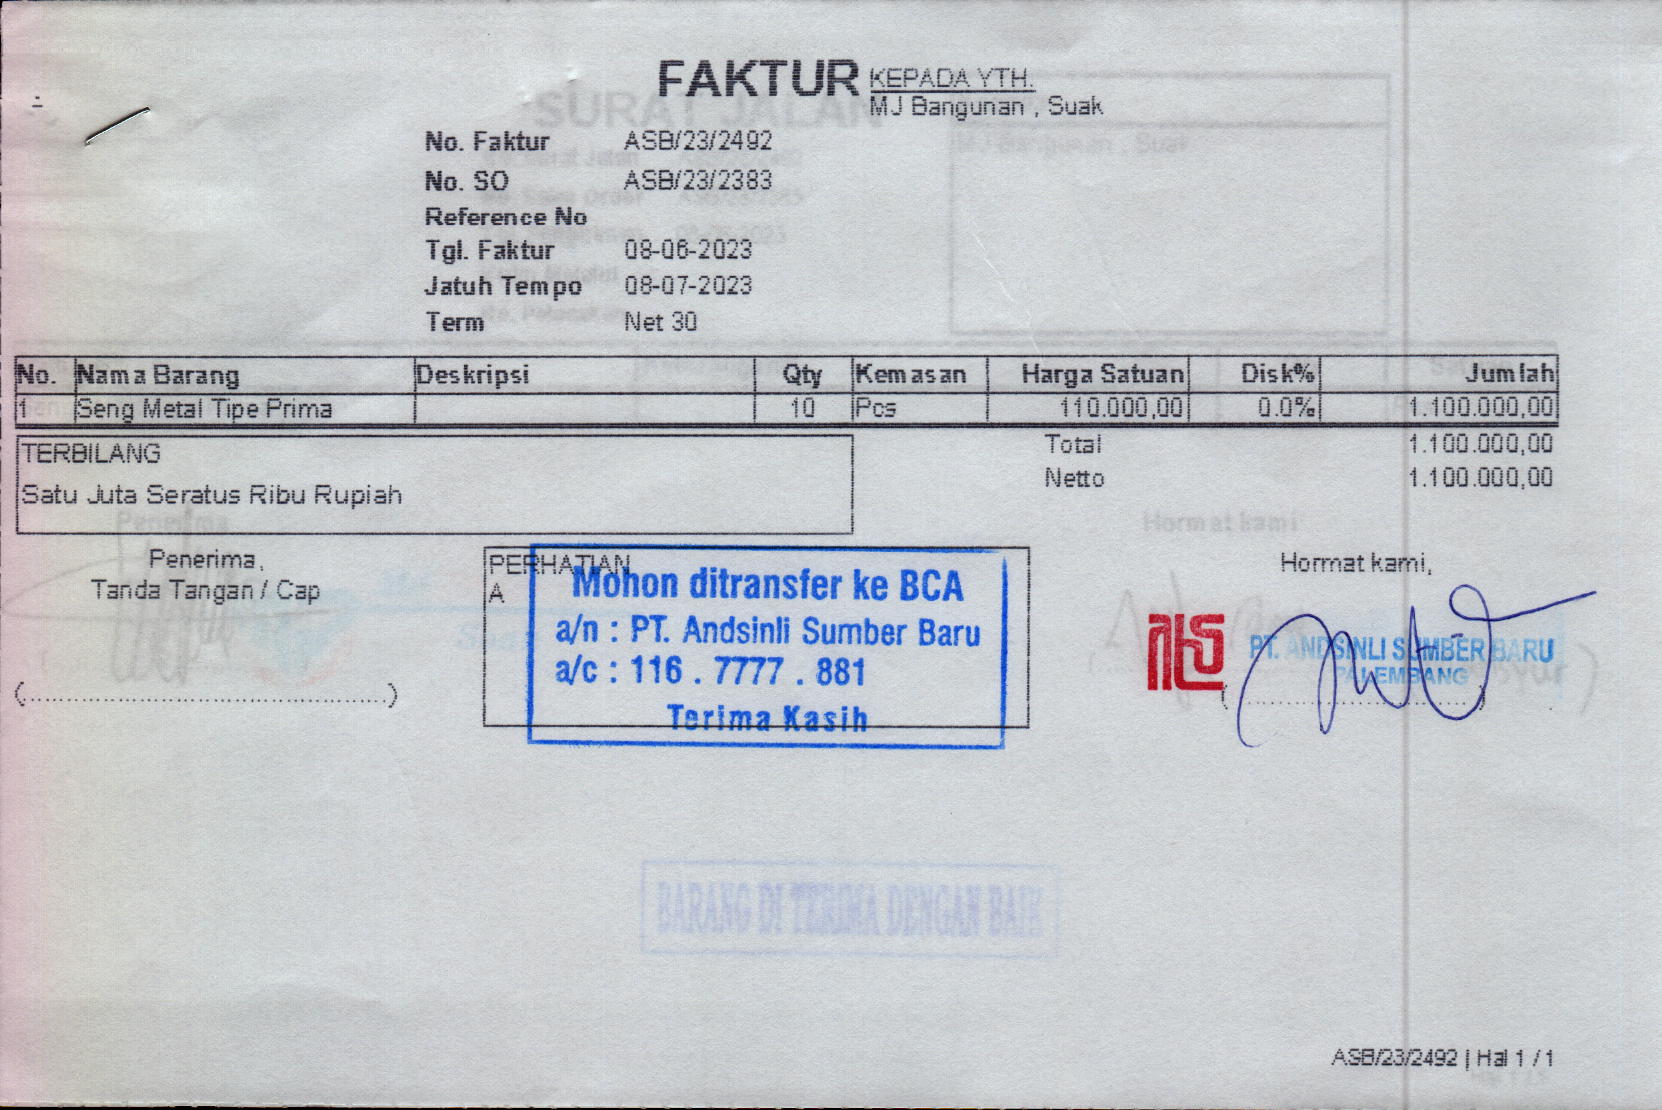 FAKTUR
KEPADA YTH.
MJ Bangunan , Suak
No. Faktur ASB/23/2492
No. SO ASB/23/2383
Reference No
Tgl. Faktur 08-06-2023
Jatuh Tempo 08-07-2023
Term Net 30
No. Nama Barang Deskripsi Qty Kemasan Harga Satuan Disk% Jumlah
1 Seng Metal Tipe Prima 10 Pcs 110.000,00 0.0% 1.100.000,00
TERBILANG
Satu Juta Seratus Ribu Rupiah
Total 1.100.000,00
Netto 1.100.000,00
Penerima,
Tanda Tangan / Cap
(..........................................)
PERHATIAN
A
Mohon ditransfer ke BCA
a/n : PT. Andsinli Sumber Baru
a/c : 116 . 7777 . 881
Terima Kasih
Hormat kami,
PT. ANDSINLI SUMBER BARU
PALEMBANG
BARANG DI TERIMA DENGAN BAIK
SURAT JALAN
ASB/23/2492 | Hal 1 / 1